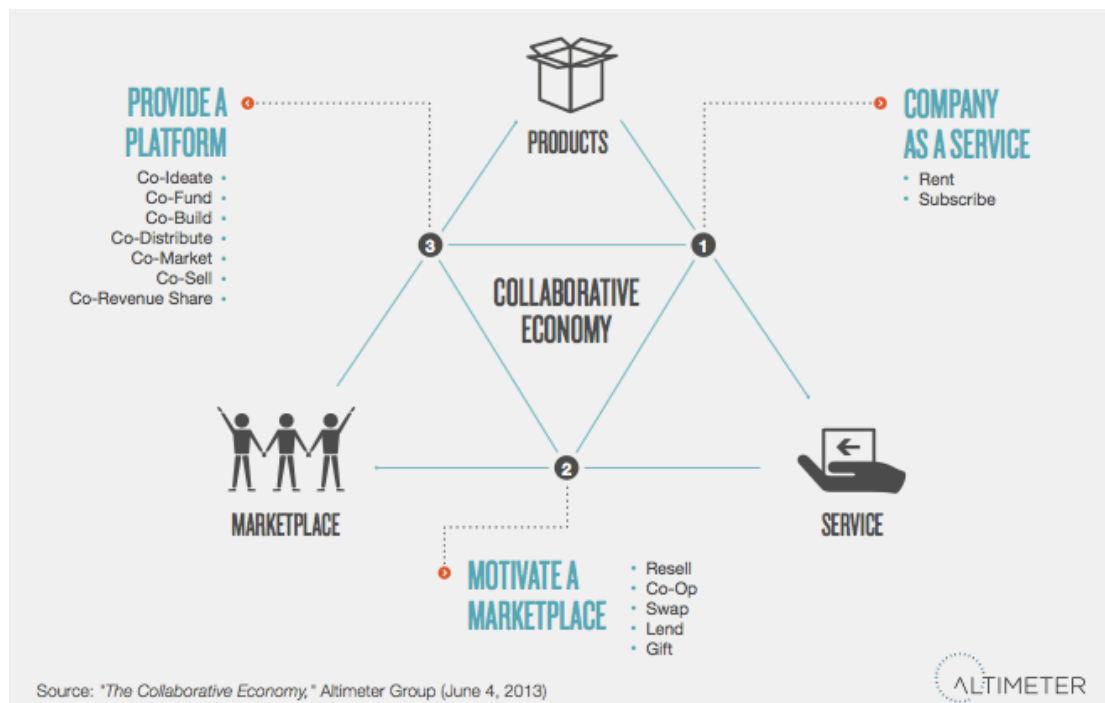 PRODUCTS
PROVIDE A
PLATFORM
Co-Ideate •
Co-Fund •
Co-Build •
Co-Distribute •
Co-Market •
Co-Sell •
Co-Revenue Share •
COMPANY
AS A SERVICE
• Rent
• Subscribe
3
1
COLLABORATIVE
ECONOMY
2
MARKETPLACE
SERVICE
MOTIVATE A
MARKETPLACE
• Resell
• Co-Op
• Swap
• Lend
• Gift
Source: "The Collaborative Economy," Altimeter Group (June 4, 2013)
ALTIMETER